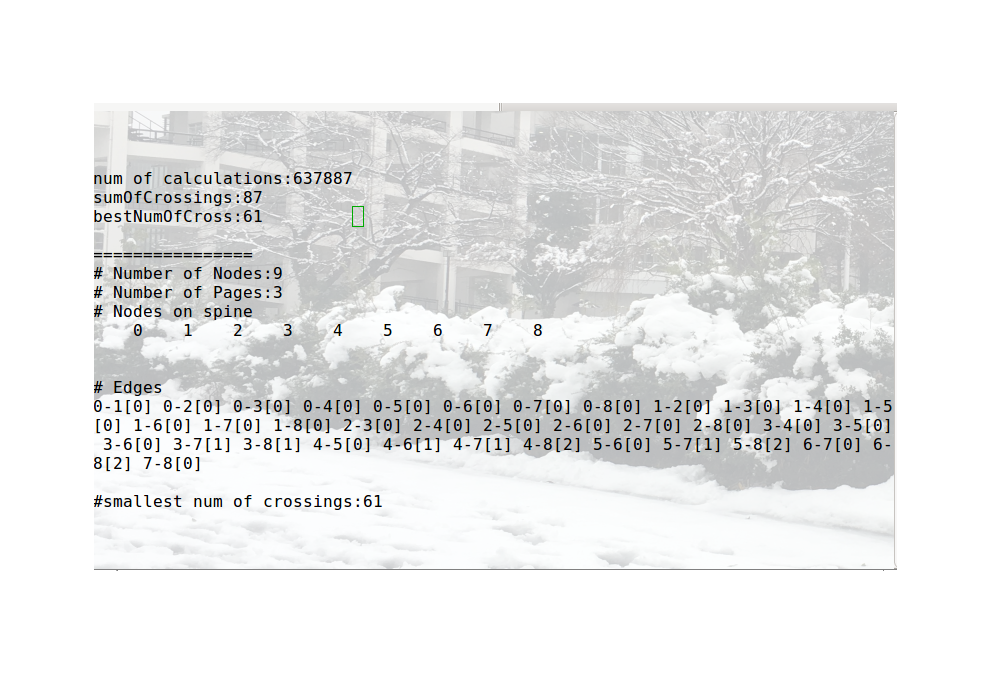 num of calculations:637887
sumOfCrossings:87
bestNumOfCross:61
================
# Number of Nodes:9
# Number of Pages:3
# Nodes on spine
0 1 2 3 4 5 6 7 8
# Edges
0-1[0] 0-2[0] 0-3[0] 0-4[0] 0-5[0] 0-6[0] 0-7[0] 0-8[0] 1-2[0] 1-3[0] 1-4[0] 1-5
[0] 1-6[0] 1-7[0] 1-8[0] 2-3[0] 2-4[0] 2-5[0] 2-6[0] 2-7[0] 2-8[0] 3-4[0] 3-5[0]
3-6[0] 3-7[1] 3-8[1] 4-5[0] 4-6[1] 4-7[1] 4-8[2] 5-6[0] 5-7[1] 5-8[2] 6-7[0] 6-
8[2] 7-8[0]
#smallest num of crossings:61